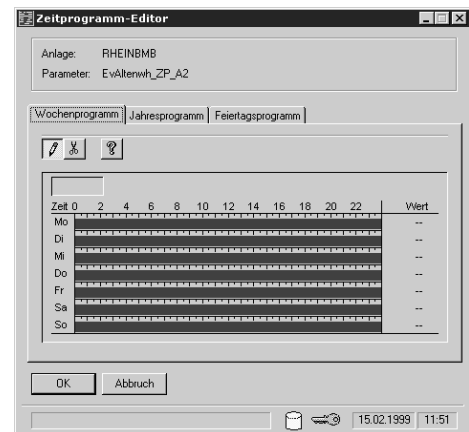 Zeitprogramm-Editor
Anlage: RHEINBMB
Parameter: EvAltenwh_ZP_A2
Wochenprogramm Jahresprogramm Feiertagsprogramm
?
Zeit 0 2 4 6 8 10 12 14 16 18 20 22 Wert
Mo --
Di --
Mi --
Do --
Fr --
Sa --
So --
OK Abbruch
15.02.1999 11:51